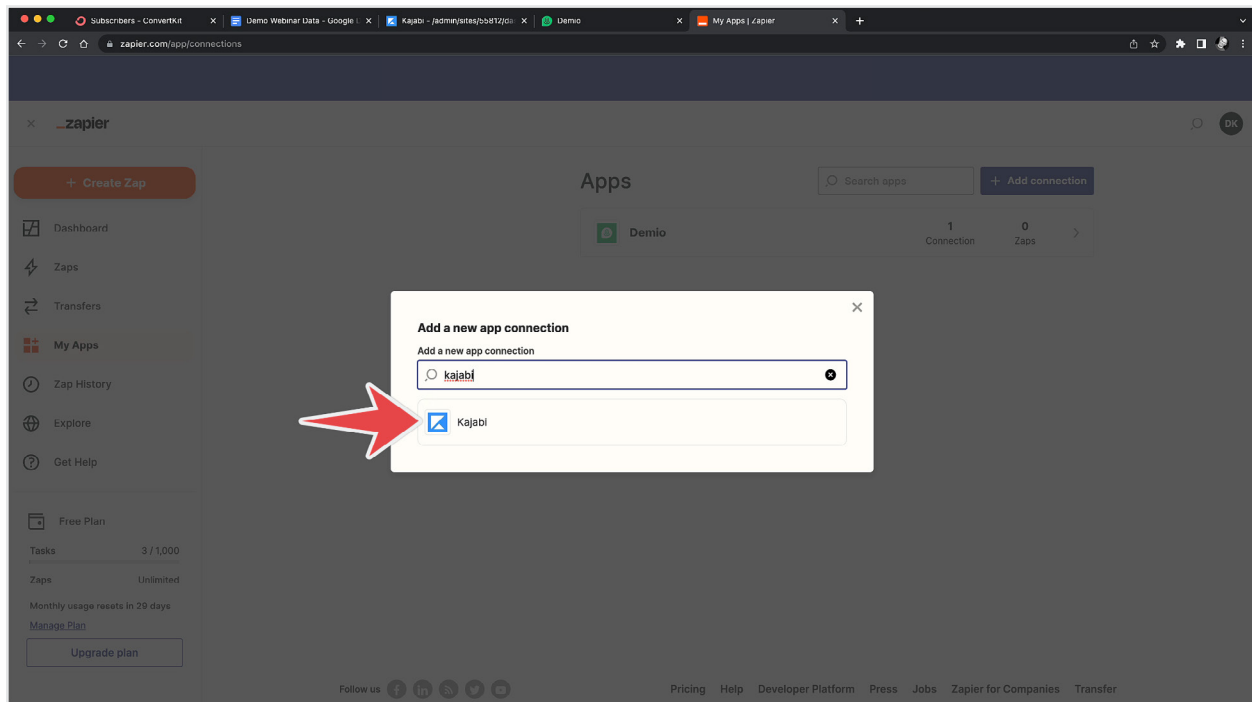 Subscribers - ConvertKit
Demo Webinar Data - Google D
Kajabi - /admin/sites/55812/da
Demio
My Apps | Zapier
zapier.com/app/connections
_zapier
DK
+ Create Zap
Dashboard
Zaps
Transfers
My Apps
Zap History
Explore
Get Help
Free Plan
Tasks 3 / 1,000
Zaps Unlimited
Monthly usage resets in 29 days
Manage Plan
Upgrade plan
Apps
Search apps
+ Add connection
Demio
1 0
Connection Zaps
Add a new app connection
Add a new app connection
kajabi
Kajabi
Follow us
Pricing Help Developer Platform Press Jobs Zapier for Companies Transfer